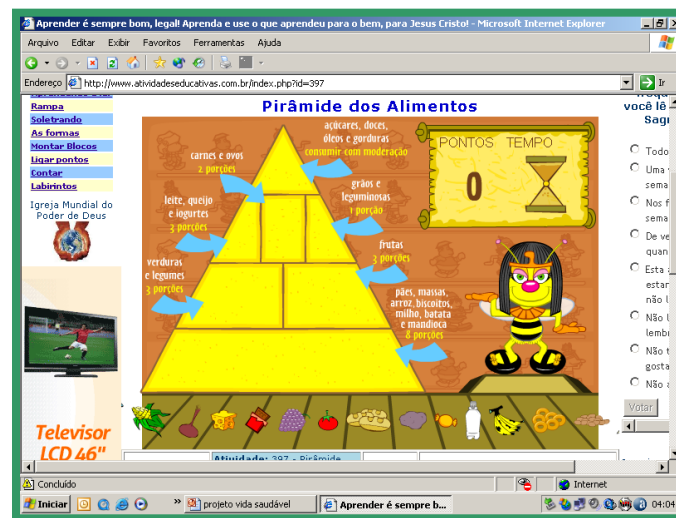 Aprender é sempre bom, legal! Aprenda e use o que aprendeu para o bem, para Jesus Cristo! - Microsoft Internet Explorer
Arquivo Editar Exibir Favoritos Ferramentas Ajuda
Endereço http://www.atividadeseducativas.com.br/index.php?id=397 Ir
Rampa
Soletrando
As formas
Montar Blocos
Ligar pontos
Contar
Labirintos
Igreja Mundial do
Poder de Deus
Televisor
LCD 46"
Pirâmide dos Alimentos
açúcares, doces,
óleos e gorduras
consumir com moderação
carnes e ovos
2 porções
grãos e
leguminosas
1 porção
leite, queijo
e iogurtes
3 porções
frutas
3 porções
verduras
e legumes
3 porções
pães, massas,
arroz, biscoitos,
milho, batata
e mandioca
8 porções
PONTOS TEMPO
0
Atividade: 397 - Pirâmide
você lê
Sagr
Todo
Uma
sema
Nos f
sema
De ve
quan
Esta
estar
não l
Não
lembr
Não t
gosta
Não
Votar
Concluído
Internet
Iniciar
projeto vida saudável
Aprender é sempre b...
04:04